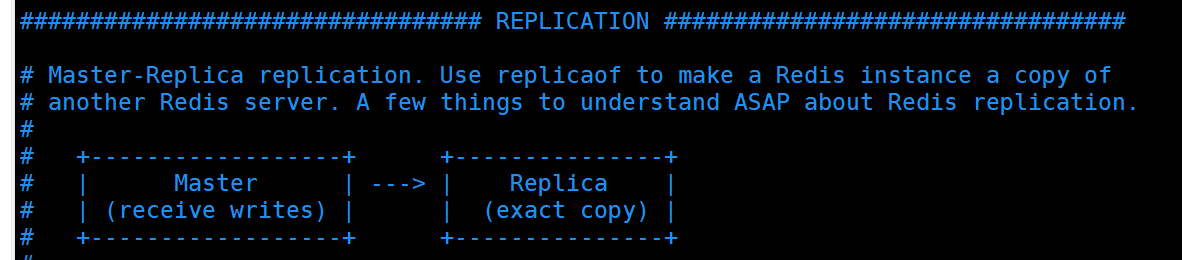 ################################# REPLICATION #################################
# Master-Replica replication. Use replicaof to make a Redis instance a copy of
# another Redis server. A few things to understand ASAP about Redis replication.
#
#   +------------------+      +---------------+
#   |      Master      | ---> |    Replica    |
#   | (receive writes) |      |  (exact copy) |
#   +------------------+      +---------------+